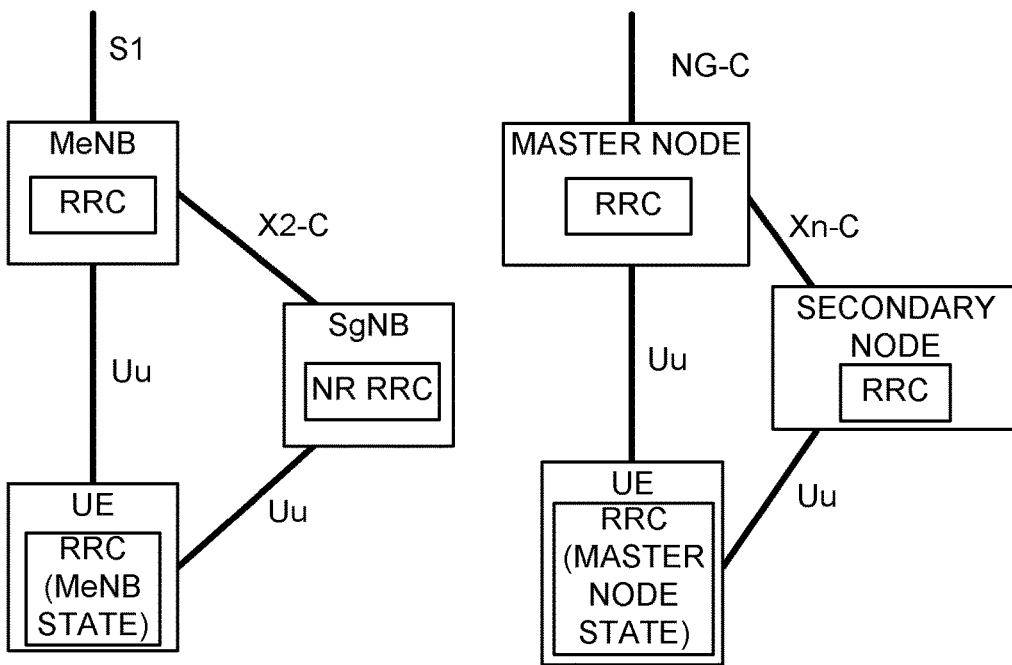 S1
MeNB
RRC
X2-C
SgNB
NR RRC
Uu
Uu
UE
RRC
(MeNB
STATE)
NG-C
MASTER NODE
RRC
Xn-C
SECONDARY
NODE
RRC
Uu
Uu
UE
RRC
(MASTER
NODE
STATE)